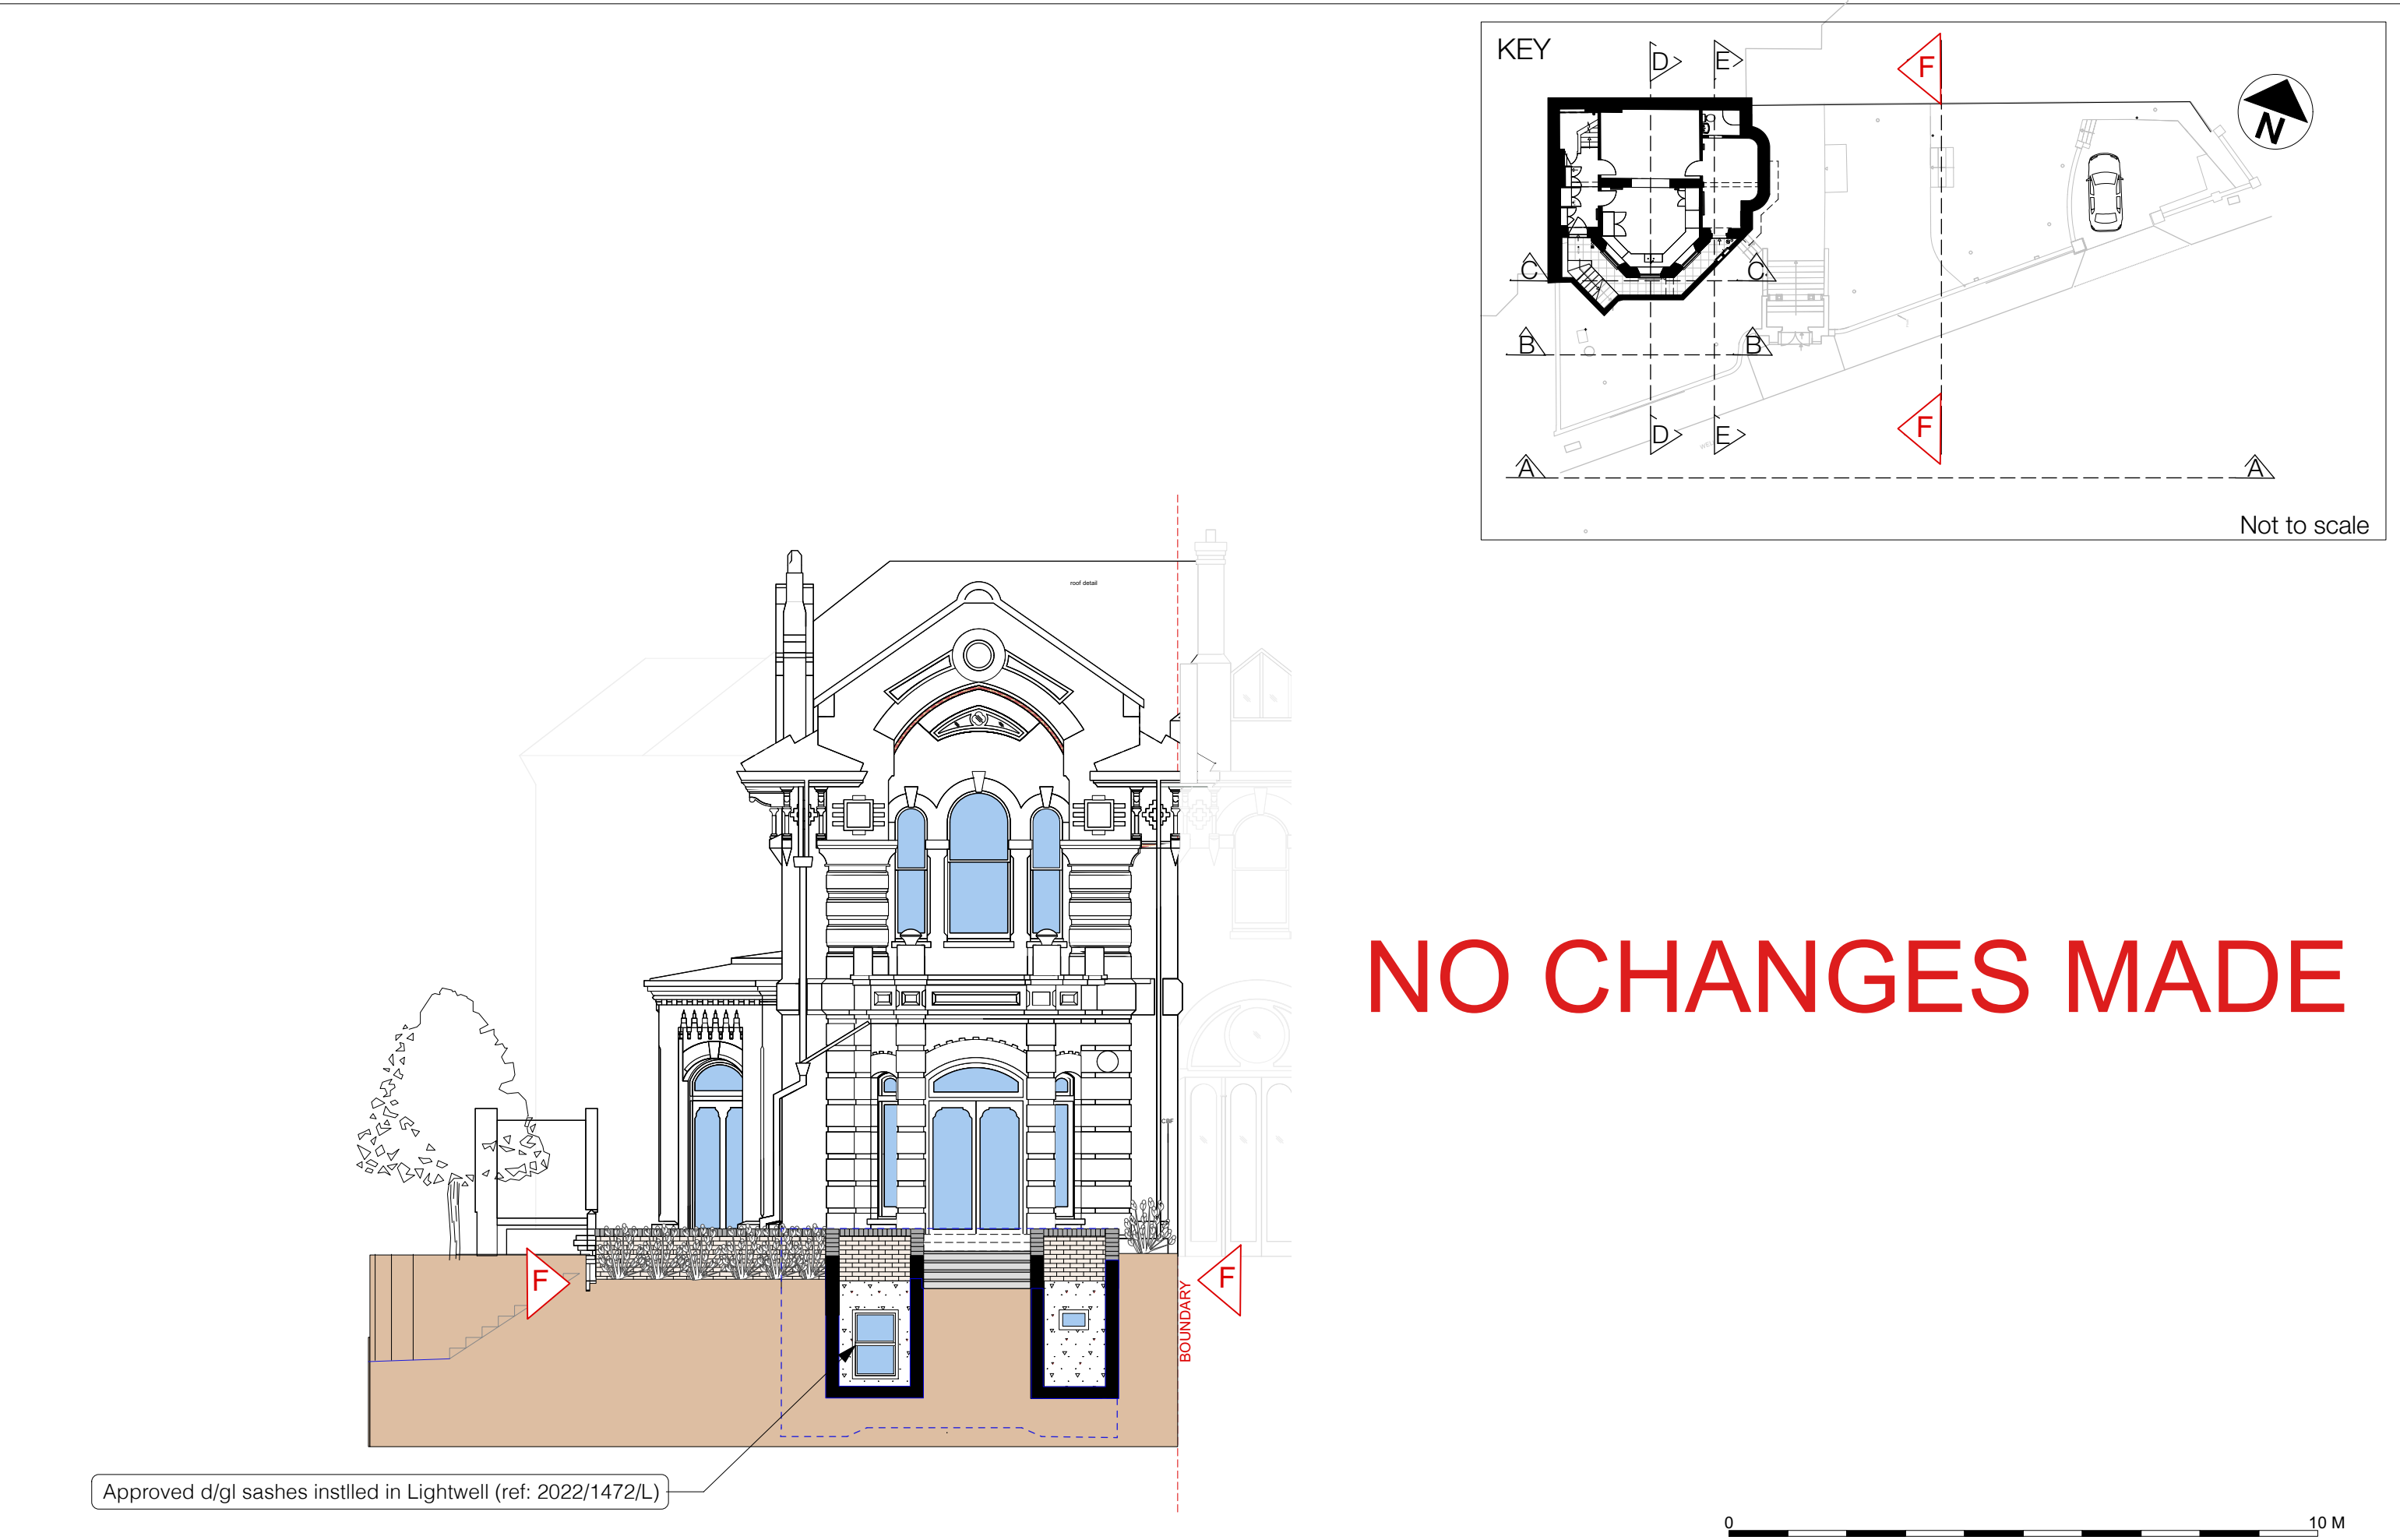 KEY
D
E
F
N
C
C
B
B
D
E
F
A
A
Not to scale
roof detail
NO CHANGES MADE
CBF
F
F
BOUNDARY
Approved d/gl sashes instlled in Lightwell (ref: 2022/1472/L)
0
10 M